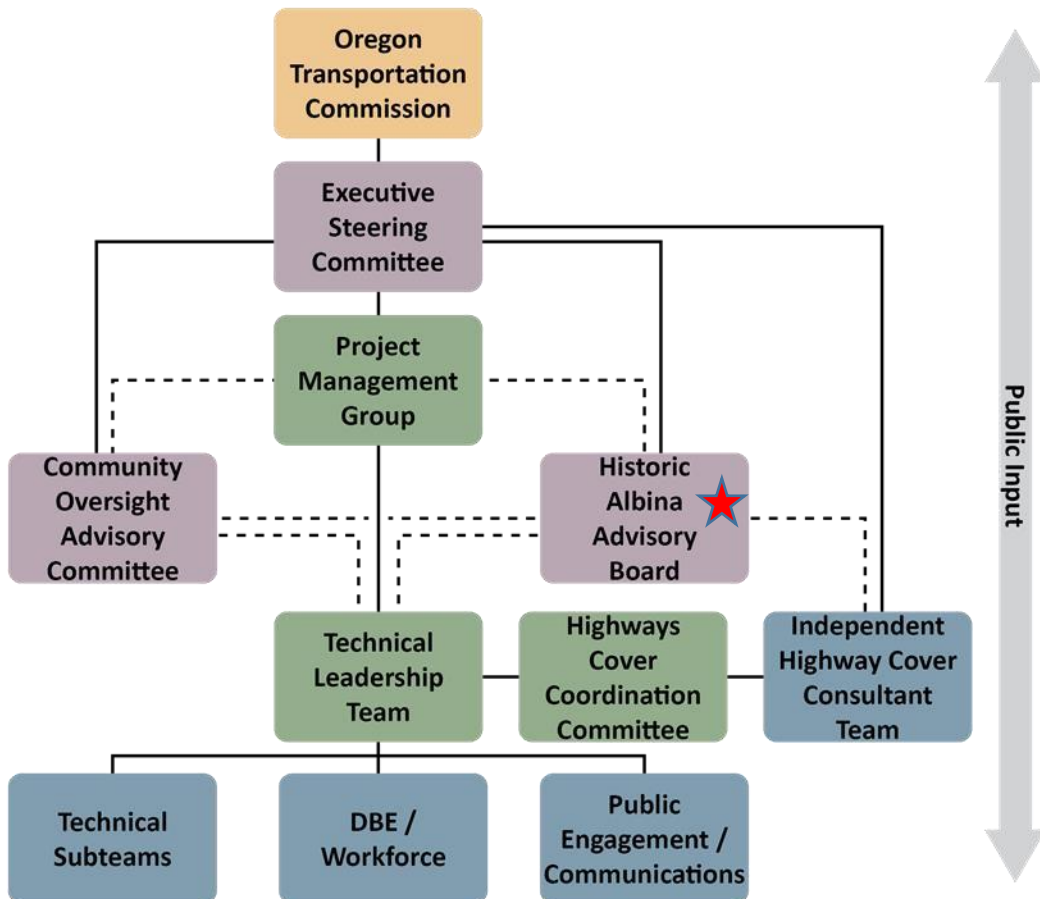 Oregon
Transportation
Commission
Executive
Steering
Committee
Project
Management
Group
Community
Oversight
Advisory
Committee
Historic
Albina
Advisory
Board
Technical
Leadership
Team
Highways
Cover
Coordination
Committee
Independent
Highway Cover
Consultant
Team
Technical
Subteams
DBE /
Workforce
Public
Engagement /
Communications
Public Input